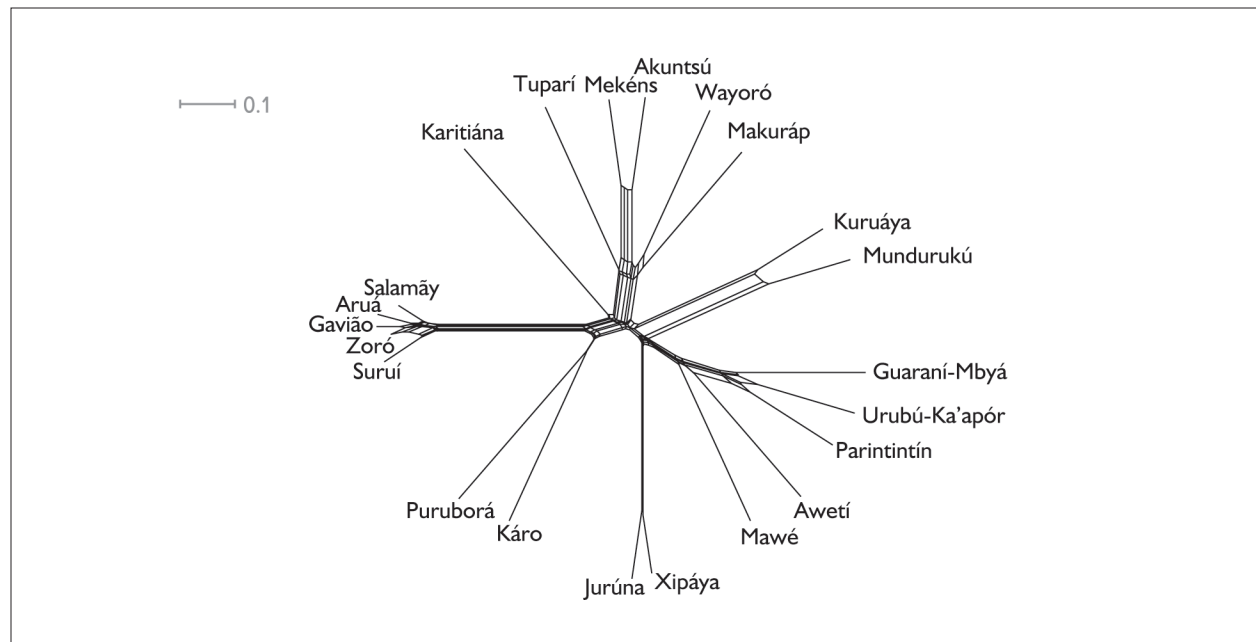 0.1
Akuntsú
Tuparí
Mekéns
Wayoró
Karitiána
Makuráp
Kuruáya
Mundurukú
Salamãy
Aruá
Gavião
Zoró
Suruí
Guaraní-Mbyá
Urubú-Ka'apór
Parintintín
Puruborá
Awetí
Káro
Mawé
Jurúna
Xipáya